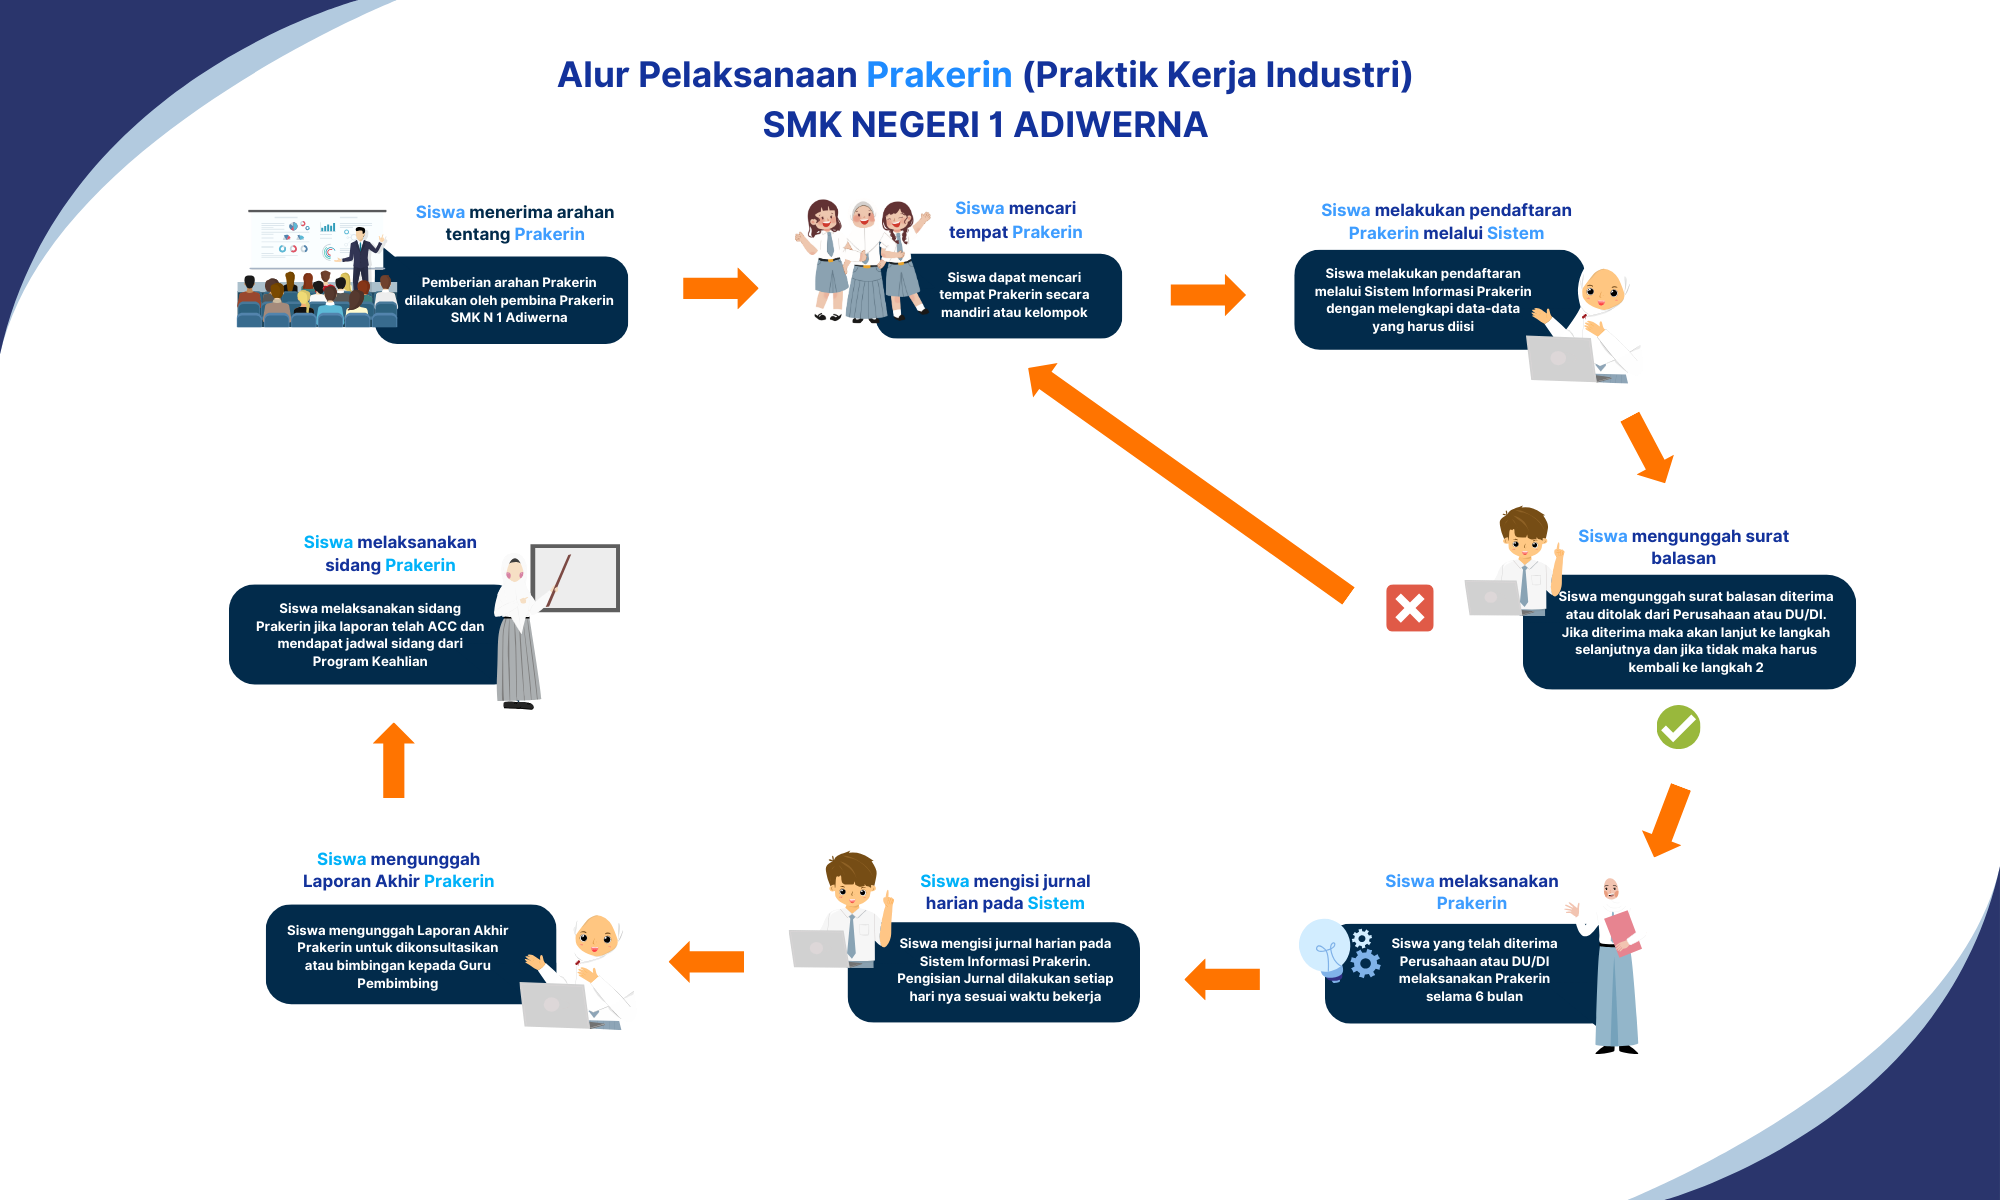 Alur Pelaksanaan Prakerin (Praktik Kerja Industri)
SMK NEGERI 1 ADIWERNA
Siswa menerima arahan
tentang Prakerin
Pemberian arahan Prakerin
dilakukan oleh pembina Prakerin
SMK N 1 Adiwerna
Siswa mencari
tempat Prakerin
Siswa dapat mencari
tempat Prakerin secara
mandiri atau kelompok
Siswa melakukan pendaftaran
Prakerin melalui Sistem
Siswa melakukan pendaftaran
melalui Sistem Informasi Prakerin
dengan melengkapi data-data
yang harus diisi
Siswa mengunggah surat
balasan
Siswa mengunggah surat balasan diterima
atau ditolak dari Perusahaan atau DU/DI.
Jika diterima maka akan lanjut ke langkah
selanjutnya dan jika tidak maka harus
kembali ke langkah 2
Siswa melaksanakan
Prakerin
Siswa yang telah diterima
Perusahaan atau DU/DI
melaksanakan Prakerin
selama 6 bulan
Siswa mengisi jurnal
harian pada Sistem
Siswa mengisi jurnal harian pada
Sistem Informasi Prakerin.
Pengisian Jurnal dilakukan setiap
hari nya sesuai waktu bekerja
Siswa mengunggah
Laporan Akhir Prakerin
Siswa mengunggah Laporan Akhir
Prakerin untuk dikonsultasikan
atau bimbingan kepada Guru
Pembimbing
Siswa melaksanakan
sidang Prakerin
Siswa melaksanakan sidang
Prakerin jika laporan telah ACC dan
mendapat jadwal sidang dari
Program Keahlian